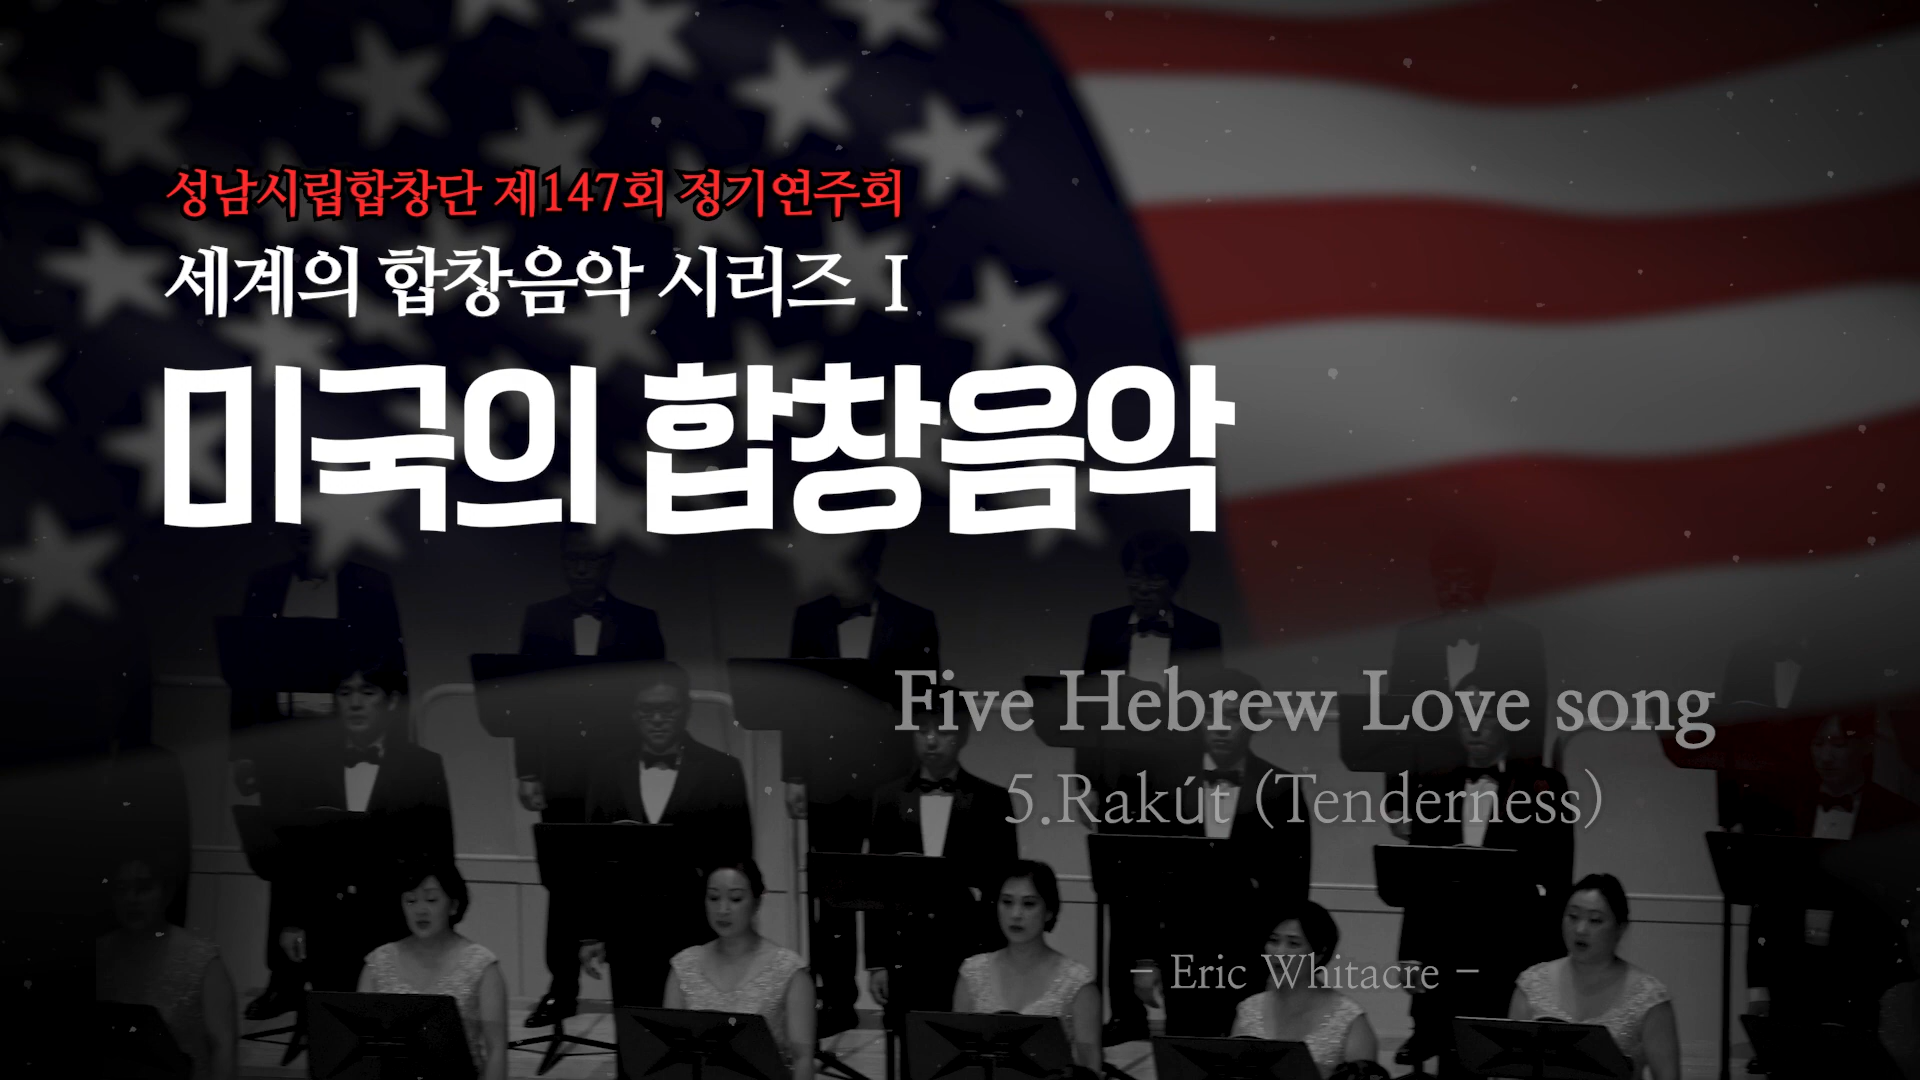 성남시립합창단 제147회 정기연주회
세계의 합창음악 시리즈 I
미국의 합창음악
Five Hebrew Love song
5.Rakút (Tenderness)
- Eric Whitacre -